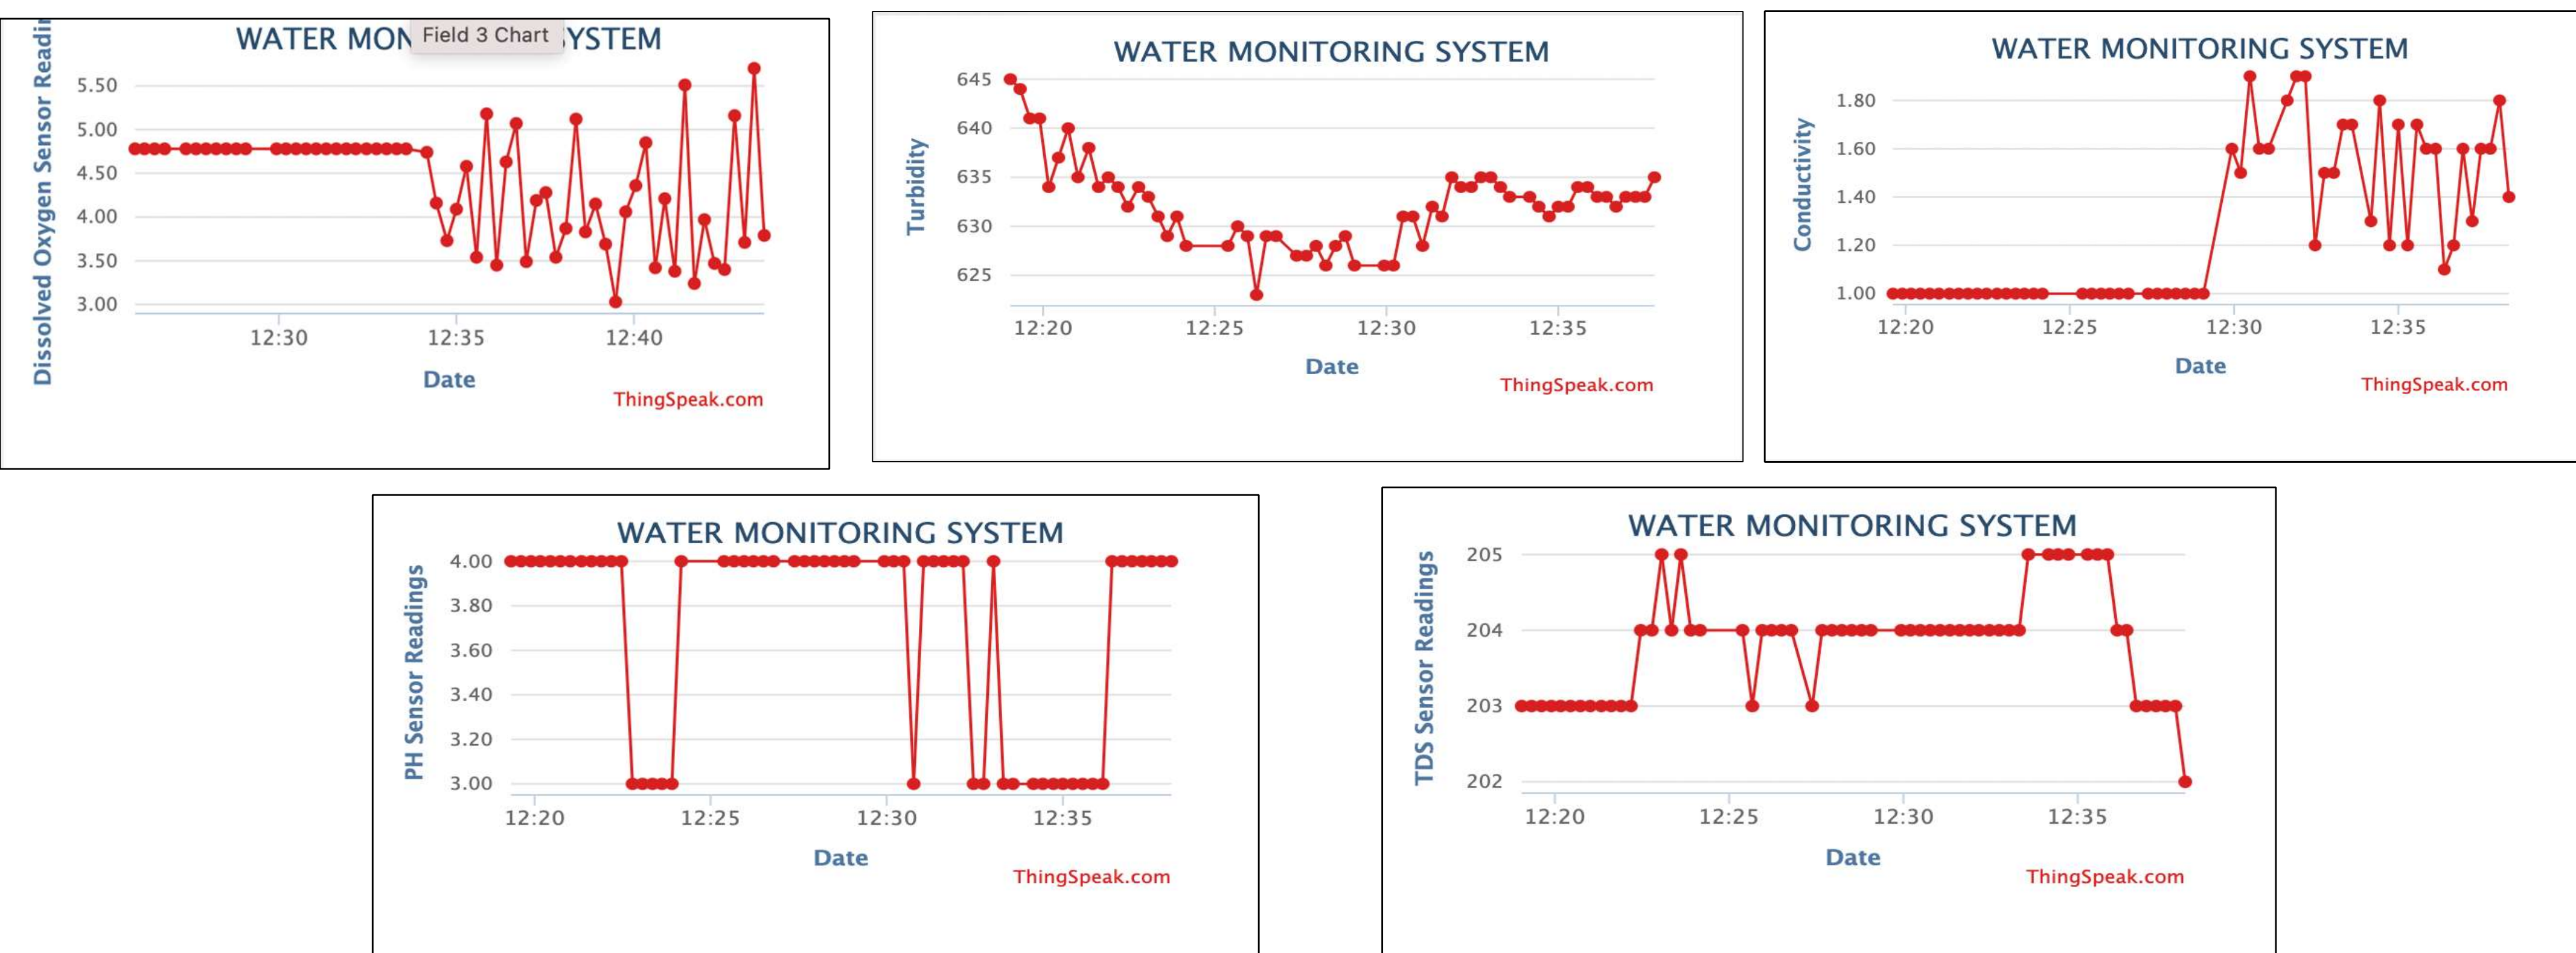 WATER MON Field 3 Chart YSTEM
Dissolved Oxygen Sensor
5.50
5.00
4.50
4.00
3.50
3.00
12:30 12:35 12:40
Date
ThingSpeak.com
WATER MONITORING SYSTEM
Turbidity
645
640
635
630
625
12:20 12:25 12:30 12:35
Date
ThingSpeak.com
WATER MONITORING SYSTEM
Conductivity
1.80
1.60
1.40
1.20
1.00
12:20 12:25 12:30 12:35
Date
ThingSpeak.com
WATER MONITORING SYSTEM
PH Sensor Readings
4.00
3.80
3.60
3.40
3.20
3.00
12:20 12:25 12:30 12:35
Date
ThingSpeak.com
WATER MONITORING SYSTEM
TDS Sensor Readings
205
204
203
202
12:20 12:25 12:30 12:35
Date
ThingSpeak.com